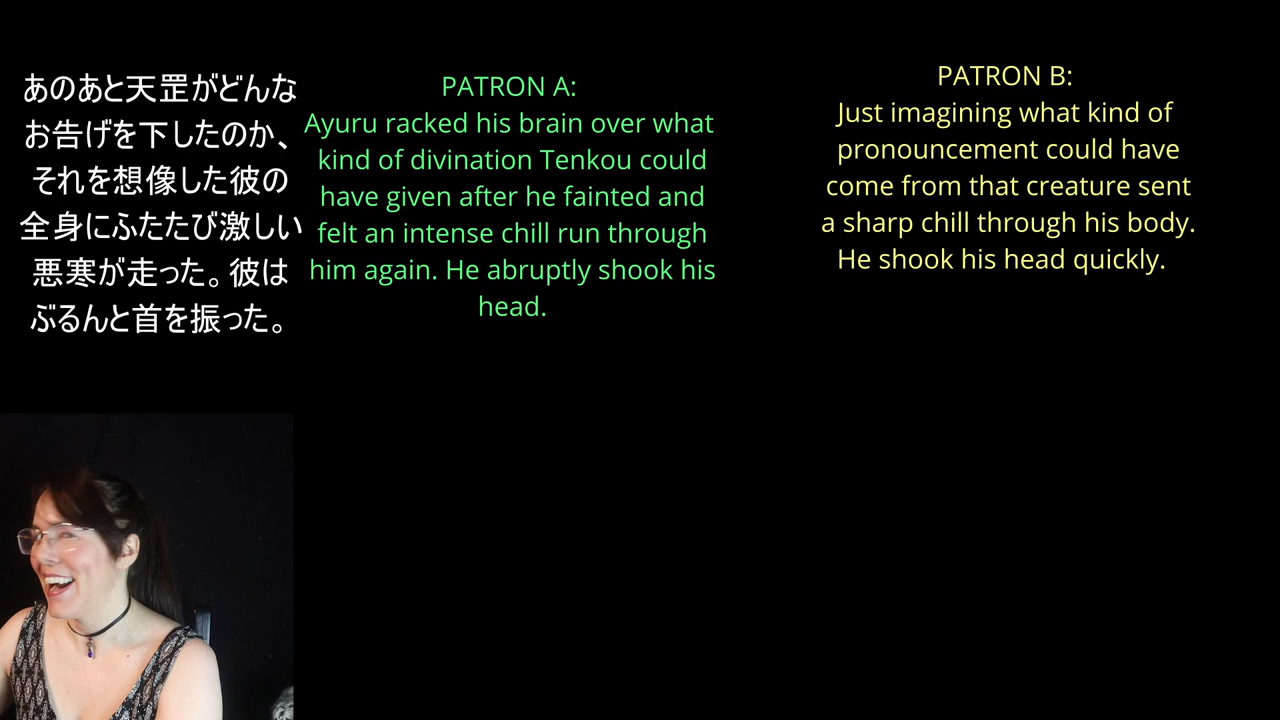 あのあと天罡がどんな
お告げを下したのか、
それを想像した彼の
全身にふたたび激しい
悪寒が走った。彼は
ぶるんと首を振った。
PATRON A:
Ayuru racked his brain over what
kind of divination Tenkou could
have given after he fainted and
felt an intense chill run through
him again. He abruptly shook his
head.
PATRON B:
Just imagining what kind of
pronouncement could have
come from that creature sent
a sharp chill through his body.
He shook his head quickly.